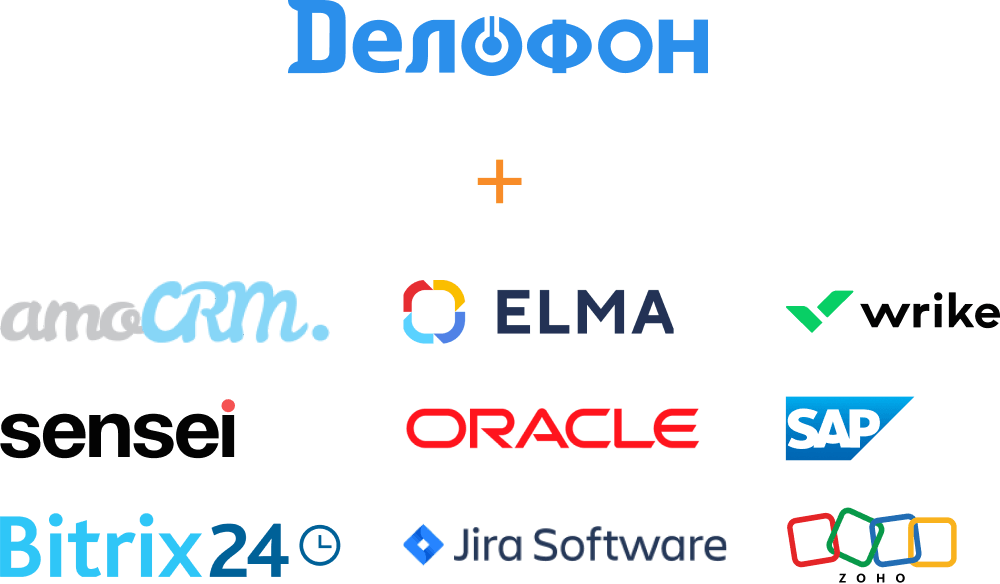 Делофон
+
amoCRM. ELMA wrike
sensei ORACLE SAP
Bitrix24 Jira Software ZOHO